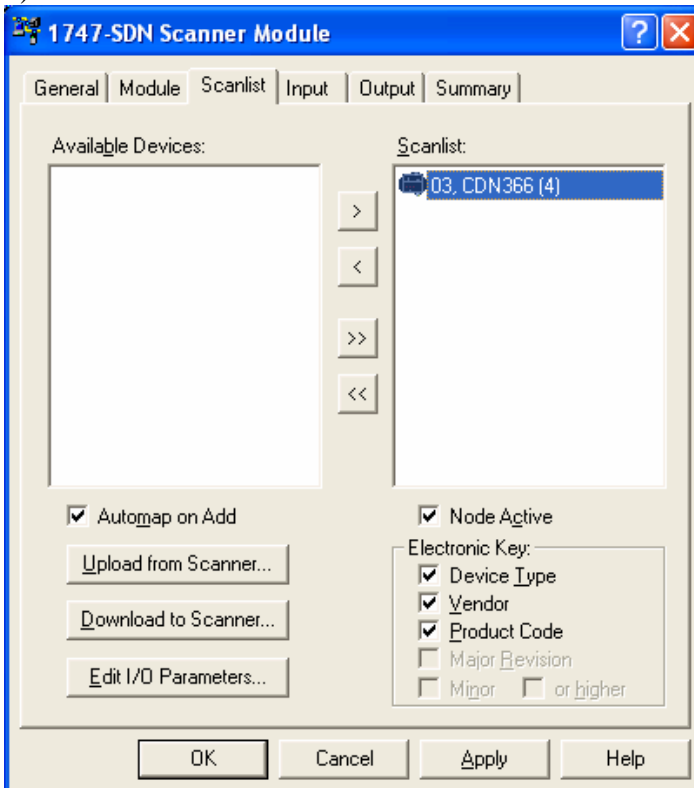 1747-SDN Scanner Module
General Module Scanlist Input Output Summary
Available Devices:
Scanlist:
03, CDN366 (4)
>
<
>>
<<
Automap on Add
Upload from Scanner...
Download to Scanner...
Edit I/O Parameters...
Node Active
Electronic Key:
Device Type
Vendor
Product Code
Major Revision
Minor or higher
OK Cancel Apply Help